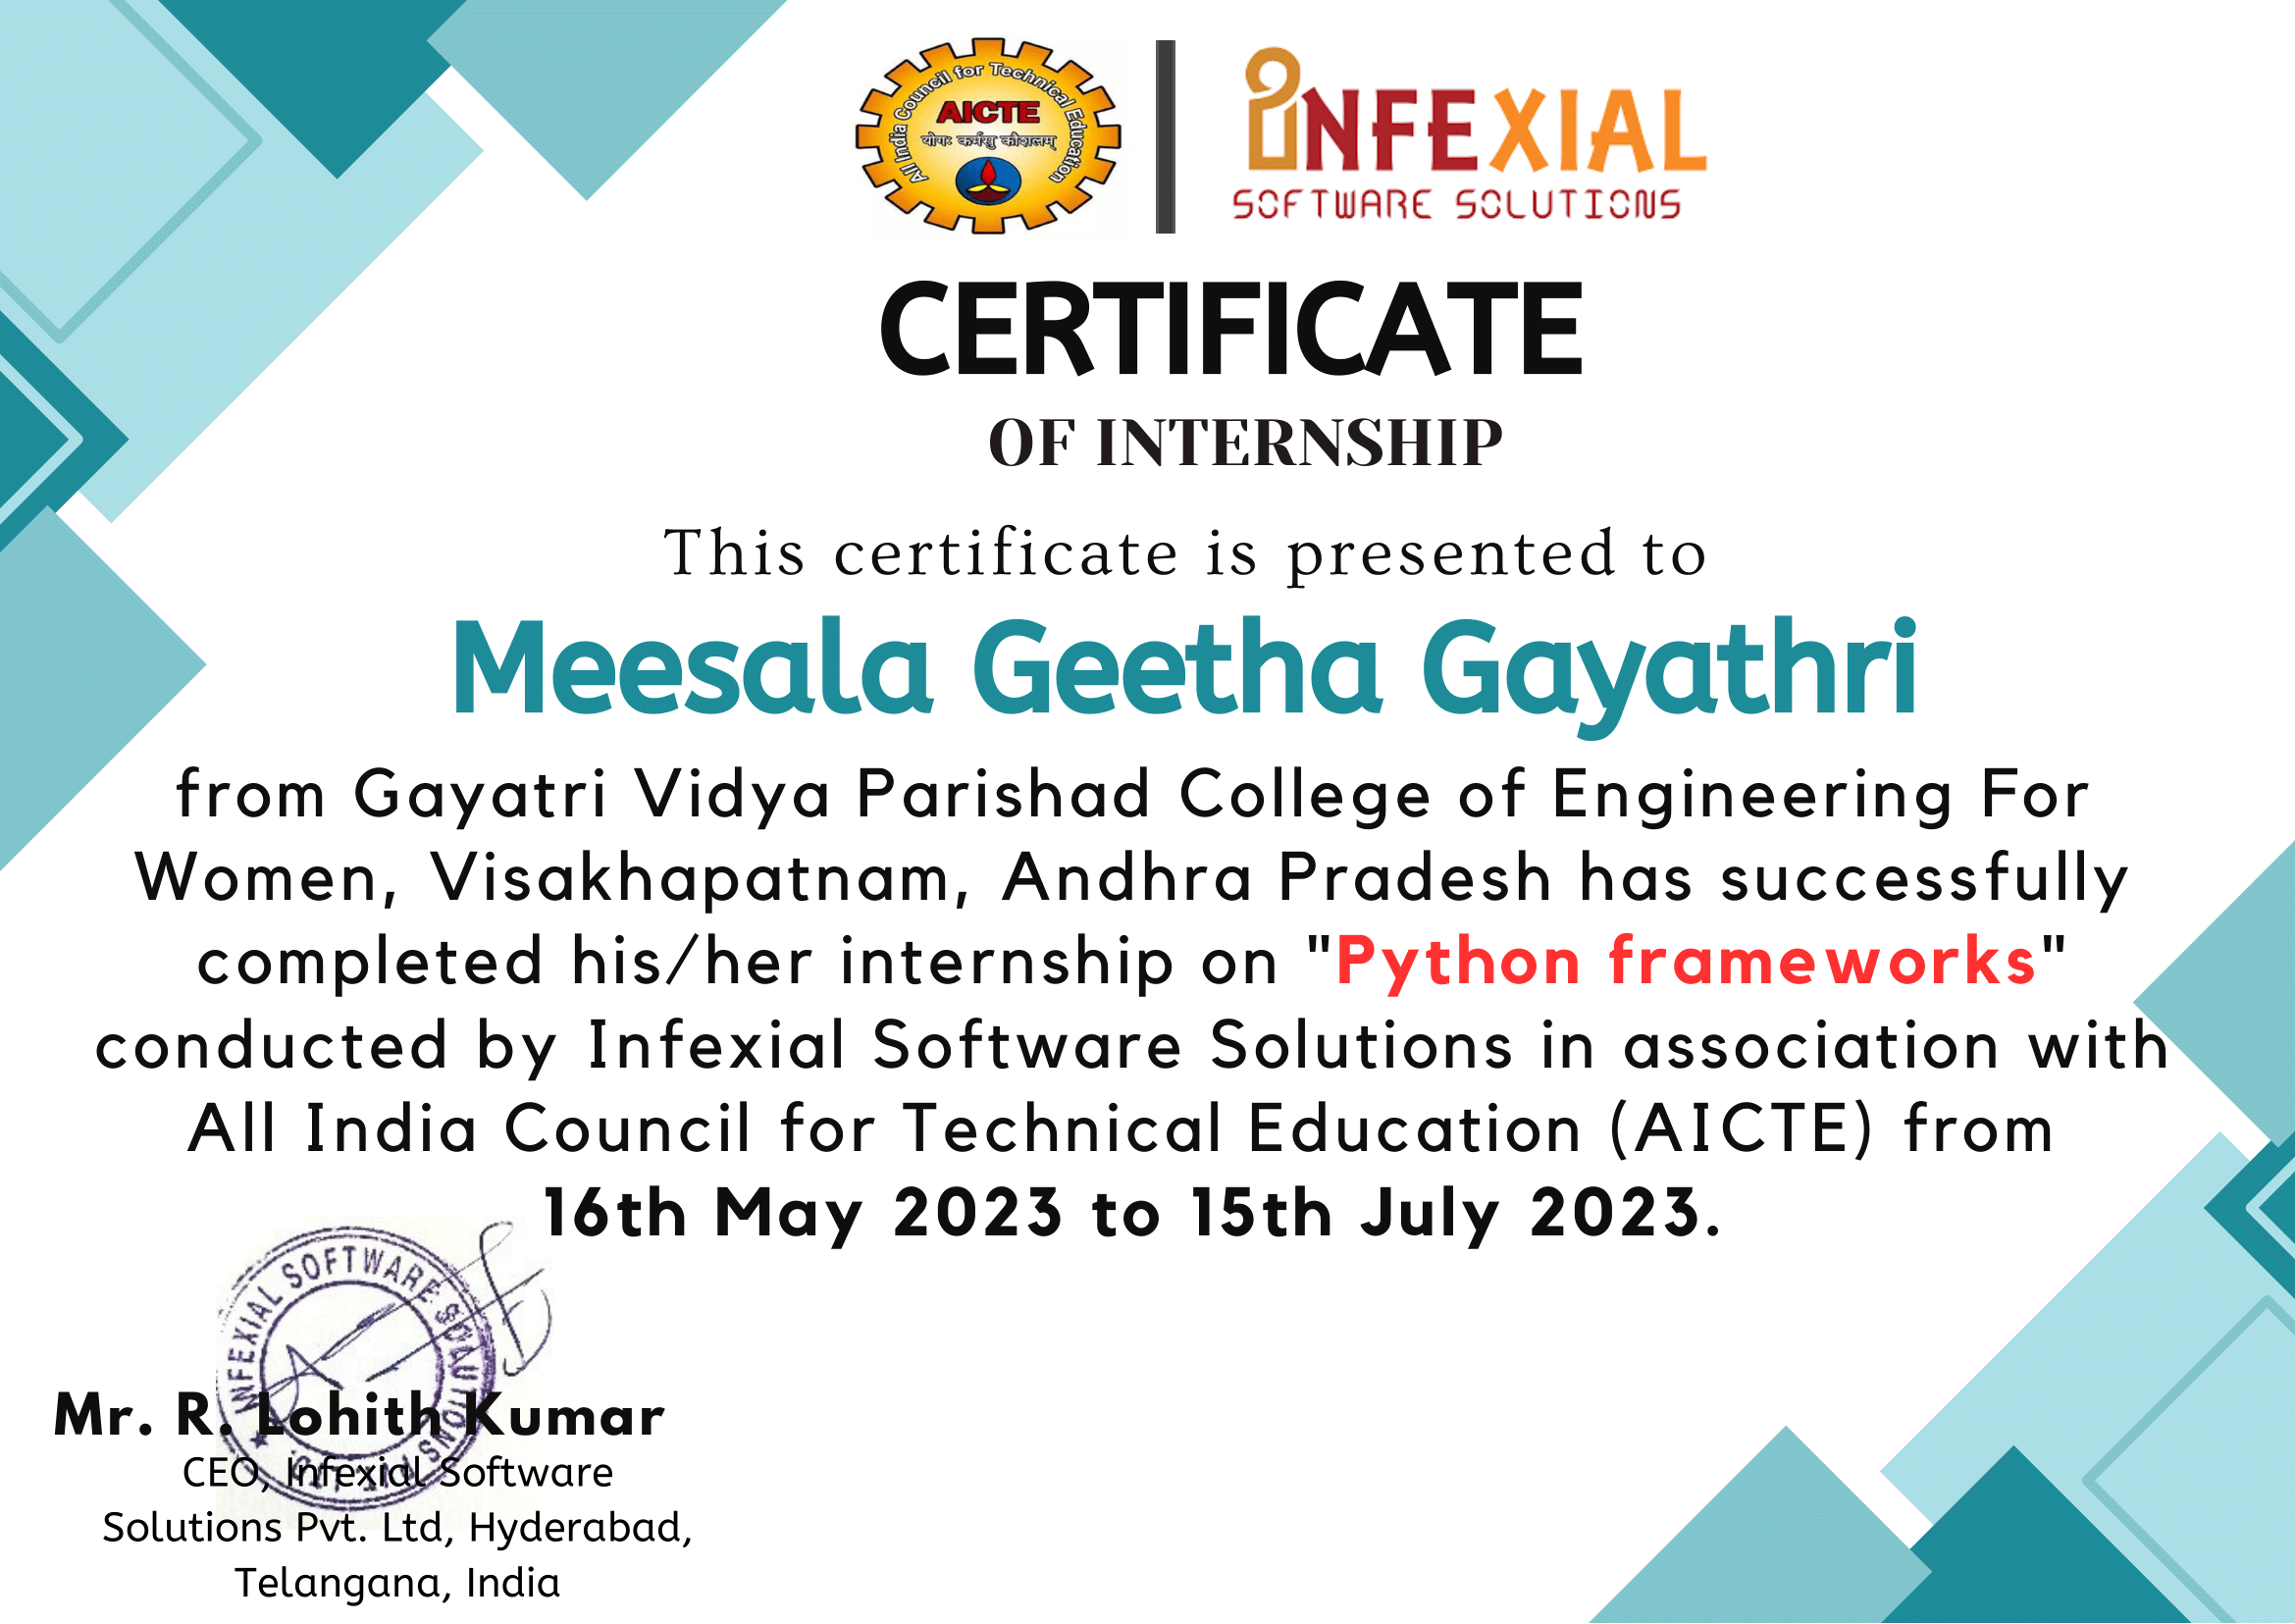 All India Council for Technical Education
AICTE
योगः कर्मसु कौशलम्
INFEXIAL
SOFTWARE SOLUTIONS
CERTIFICATE
OF INTERNSHIP
This certificate is presented to
Meesala Geetha Gayathri
from Gayatri Vidya Parishad College of Engineering For
Women, Visakhapatnam, Andhra Pradesh has successfully
completed his/her internship on "Python frameworks"
conducted by Infexial Software Solutions in association with
All India Council for Technical Education (AICTE) from
16th May 2023 to 15th July 2023.
INFEXIAL SOFTWARE SOLUTIONS
Mr. R. Lohith Kumar
CEO, Infexial Software
Solutions Pvt. Ltd, Hyderabad,
Telangana, India